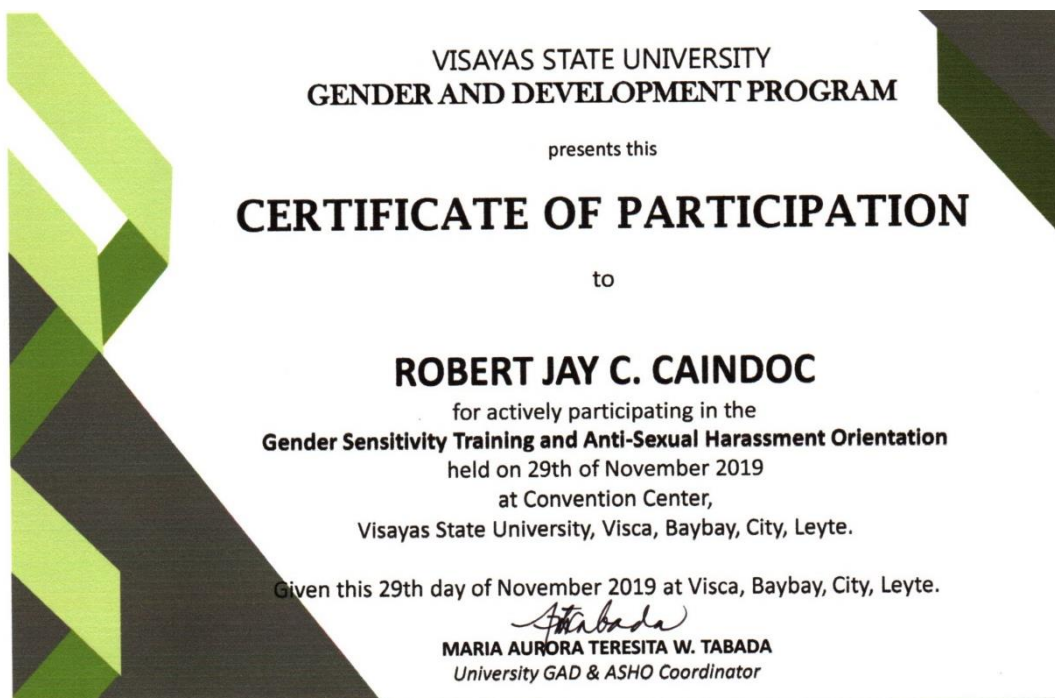 VISAYAS STATE UNIVERSITY
GENDER AND DEVELOPMENT PROGRAM
presents this
CERTIFICATE OF PARTICIPATION
to
ROBERT JAY C. CAINDOC
for actively participating in the
Gender Sensitivity Training and Anti-Sexual Harassment Orientation
held on 29th of November 2019
at Convention Center,
Visayas State University, Visca, Baybay, City, Leyte.
Given this 29th day of November 2019 at Visca, Baybay, City, Leyte.
MARIA AURORA TERESITA W. TABADA
University GAD & ASHO Coordinator